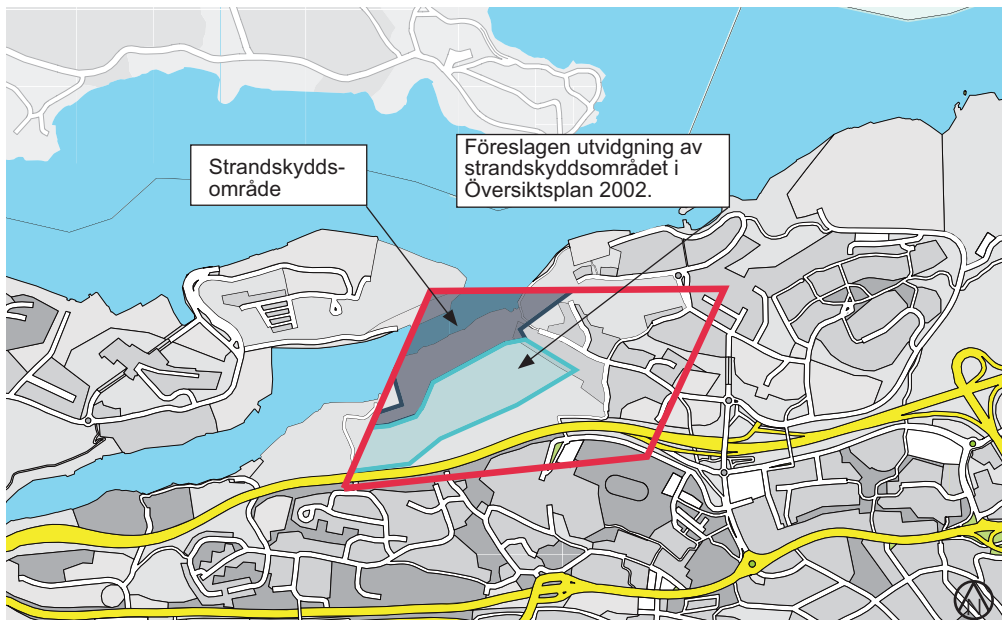 Strandskydds-
område
Föreslagen utvidgning av
strandskyddsområdet i
Översiktsplan 2002.
N